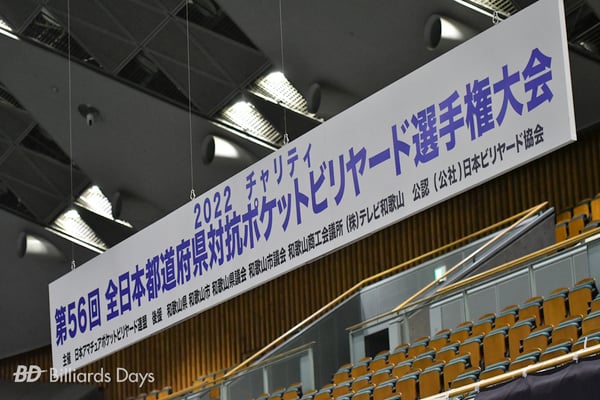 2022 チャリティ
第56回 全日本都道府県対抗ポケットビリヤード選手権大会
主催 日本アマチュアポケットビリヤード連盟 後援 和歌山県 和歌山市 和歌山県議会 和歌山市議会 和歌山商工会議所 (株)テレビ和歌山 公認 (公社)日本ビリヤード協会
BD Billiards Days